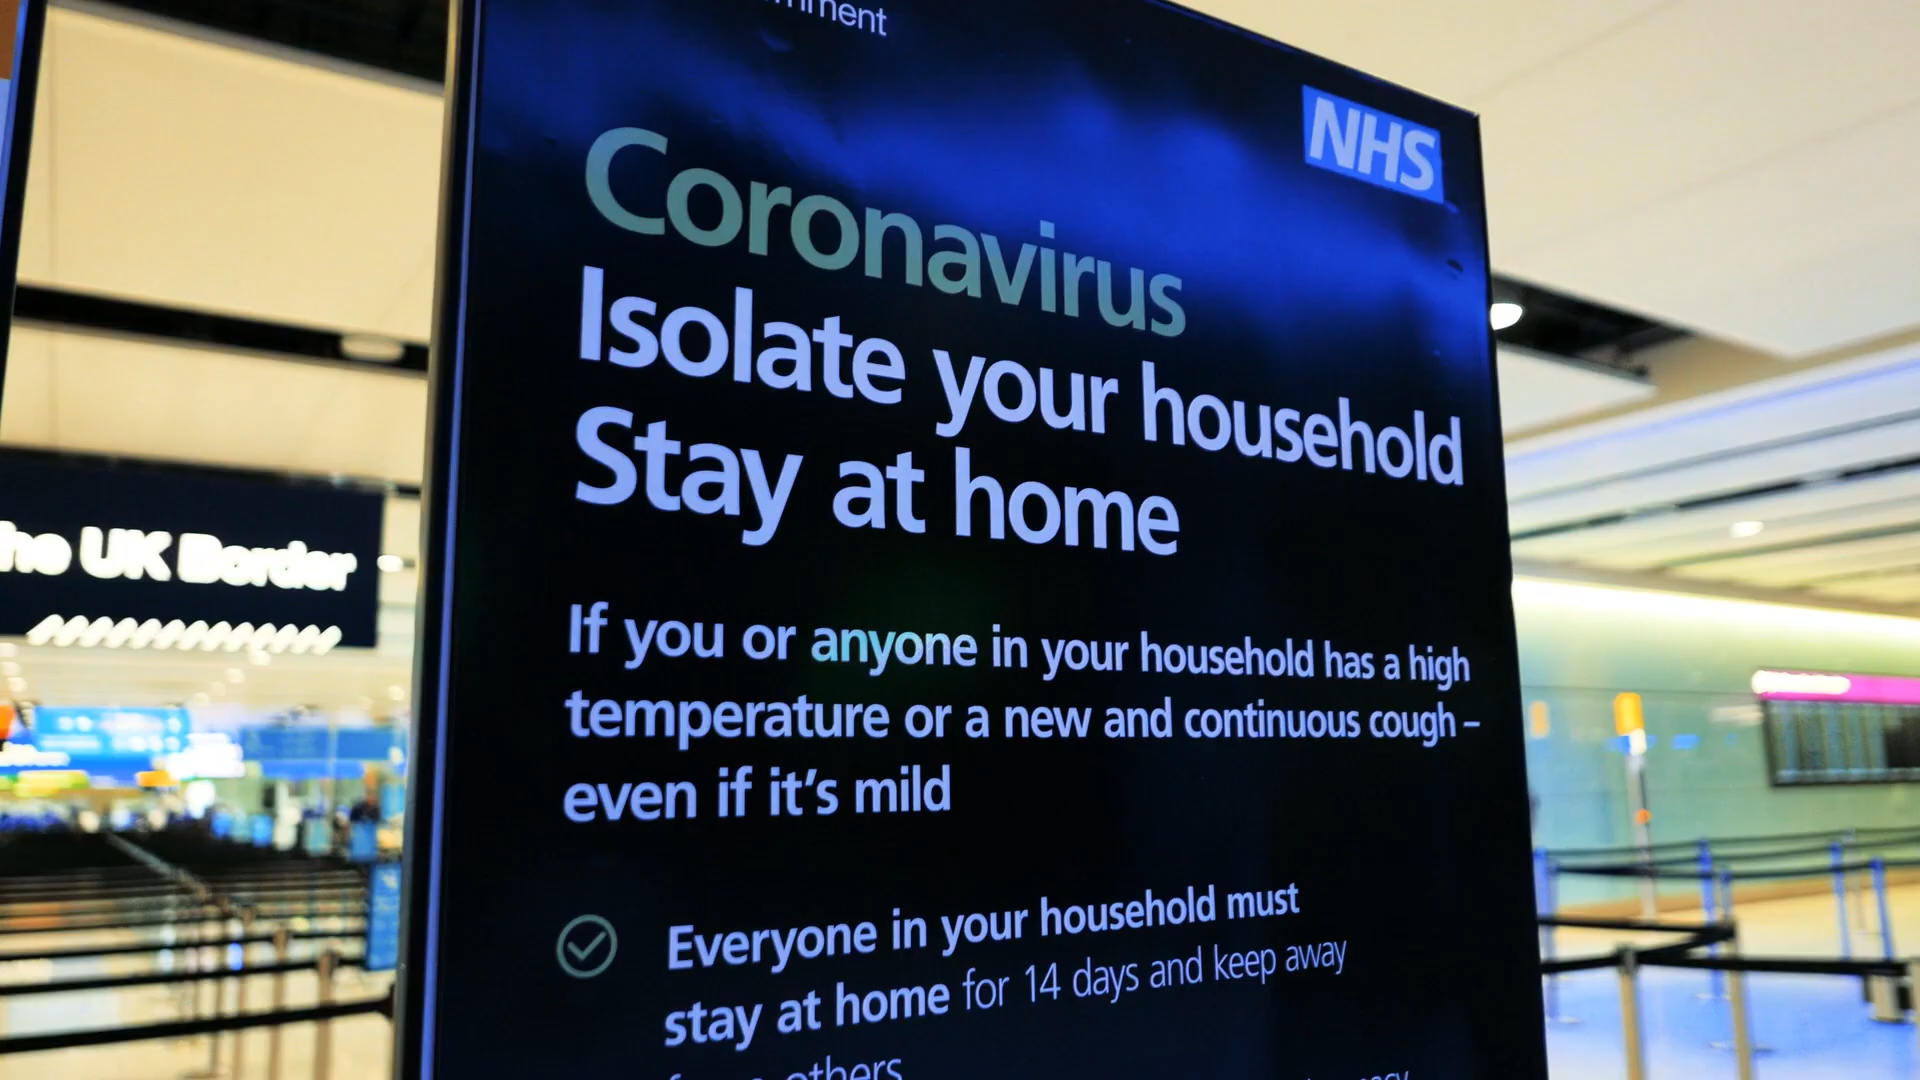 NHS
Coronavirus
Isolate your household
Stay at home
If you or anyone in your household has a high
temperature or a new and continuous cough –
even if it's mild
Everyone in your household must
stay at home for 14 days and keep away
others
UK Border